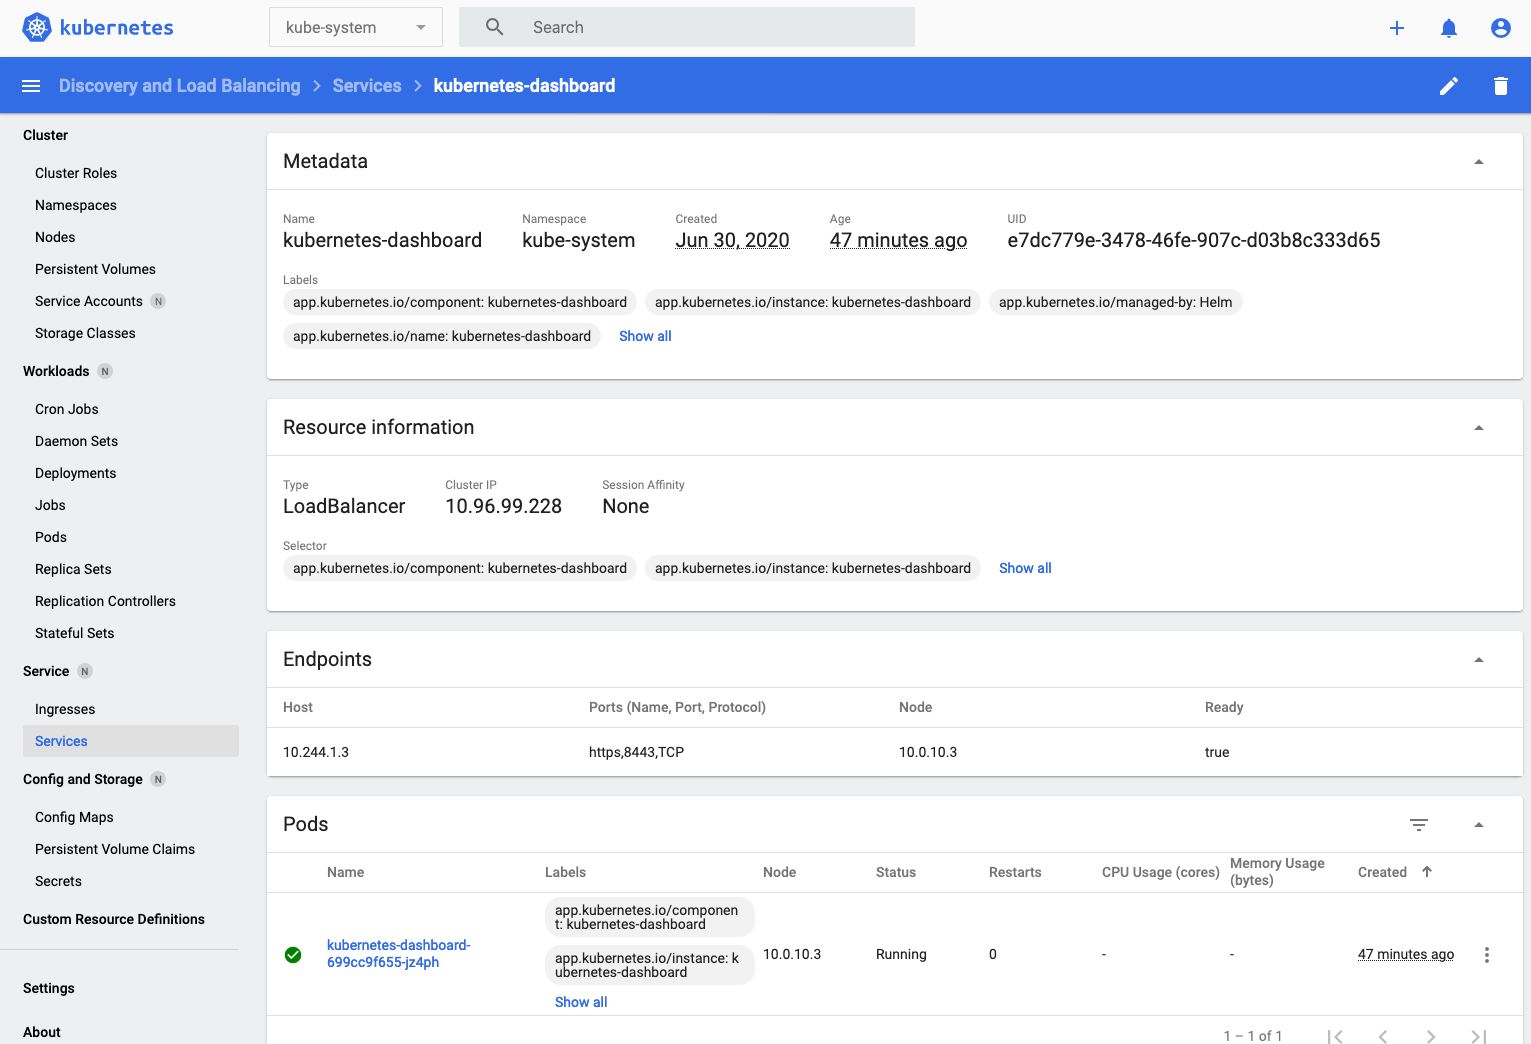 kubernetes
kube-system
Search
Discovery and Load Balancing > Services > kubernetes-dashboard
Cluster
Cluster Roles
Namespaces
Nodes
Persistent Volumes
Service Accounts N
Storage Classes
Workloads N
Cron Jobs
Daemon Sets
Deployments
Jobs
Pods
Replica Sets
Replication Controllers
Stateful Sets
Service N
Ingresses
Services
Config and Storage N
Config Maps
Persistent Volume Claims
Secrets
Custom Resource Definitions
Settings
About
Metadata
Name Namespace Created Age UID
kubernetes-dashboard kube-system Jun 30, 2020 47 minutes ago e7dc779e-3478-46fe-907c-d03b8c333d65
Labels
app.kubernetes.io/component: kubernetes-dashboard app.kubernetes.io/instance: kubernetes-dashboard app.kubernetes.io/managed-by: Helm
app.kubernetes.io/name: kubernetes-dashboard Show all
Resource information
Type Cluster IP Session Affinity
LoadBalancer 10.96.99.228 None
Selector
app.kubernetes.io/component: kubernetes-dashboard app.kubernetes.io/instance: kubernetes-dashboard Show all
Endpoints
Host Ports (Name, Port, Protocol) Node Ready
10.244.1.3 https,8443,TCP 10.0.10.3 true
Pods
Name Labels Node Status Restarts CPU Usage (cores) Memory Usage
(bytes) Created
kubernetes-dashboard-
699cc9f655-jz4ph
app.kubernetes.io/componen
t: kubernetes-dashboard
app.kubernetes.io/instance: k
ubernetes-dashboard
Show all
10.0.10.3 Running 0 - - 47 minutes ago
1 – 1 of 1